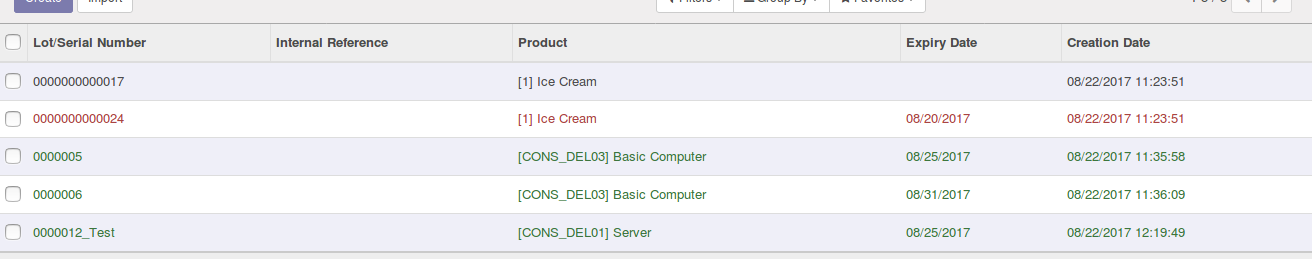 Create Import Filters Group By Favorites
Lot/Serial Number Internal Reference Product Expiry Date Creation Date
0000000000017 [1] Ice Cream 08/22/2017 11:23:51
0000000000024 [1] Ice Cream 08/20/2017 08/22/2017 11:23:51
0000005 [CONS_DEL03] Basic Computer 08/25/2017 08/22/2017 11:35:58
0000006 [CONS_DEL03] Basic Computer 08/31/2017 08/22/2017 11:36:09
0000012_Test [CONS_DEL01] Server 08/25/2017 08/22/2017 12:19:49